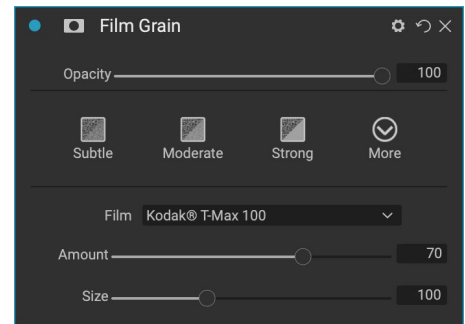 Film Grain
Opacity 100
Subtle Moderate Strong More
Film Kodak® T-Max 100
Amount 70
Size 100